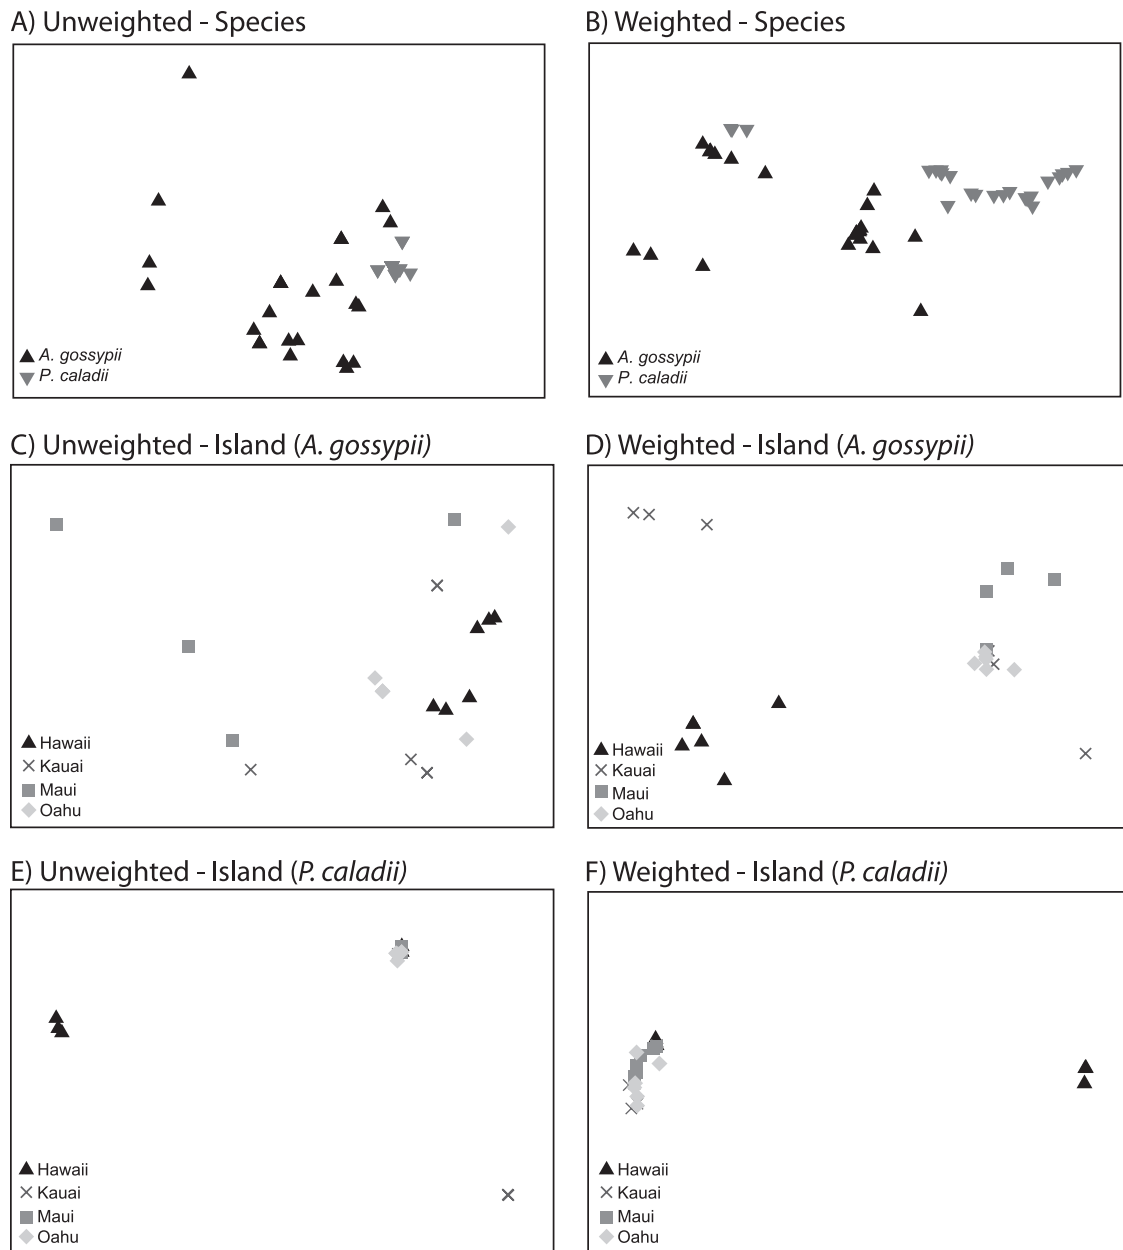 A) Unweighted - Species
B) Weighted - Species
A. gossypii
P. caladii
A. gossypii
P. caladii
C) Unweighted - Island (A. gossypii)
D) Weighted - Island (A. gossypii)
Hawaii
Kauai
Maui
Oahu
Hawaii
Kauai
Maui
Oahu
E) Unweighted - Island (P. caladii)
F) Weighted - Island (P. caladii)
Hawaii
Kauai
Maui
Oahu
Hawaii
Kauai
Maui
Oahu